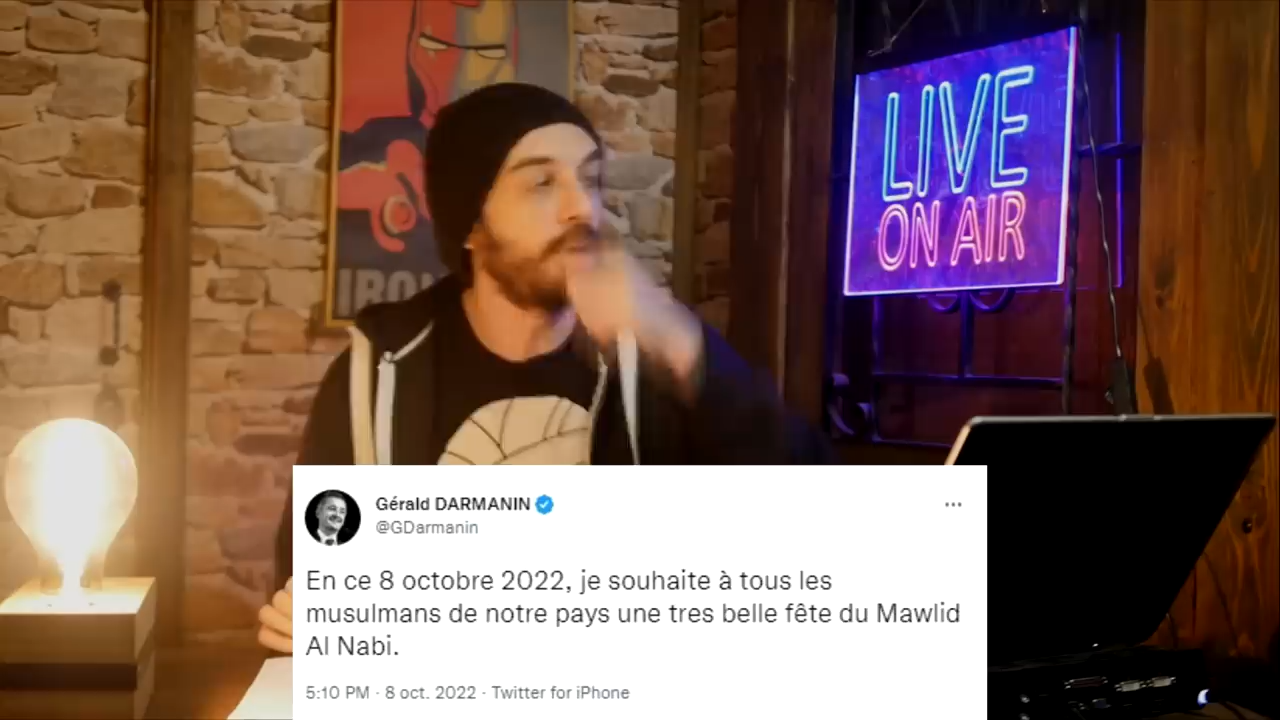 IRON
LIVE
ON AIR
Gérald DARMANIN
@GDarmanin
En ce 8 octobre 2022, je souhaite à tous les
musulmans de notre pays une tres belle fête du Mawlid
Al Nabi.
5:10 PM · 8 oct. 2022 · Twitter for iPhone